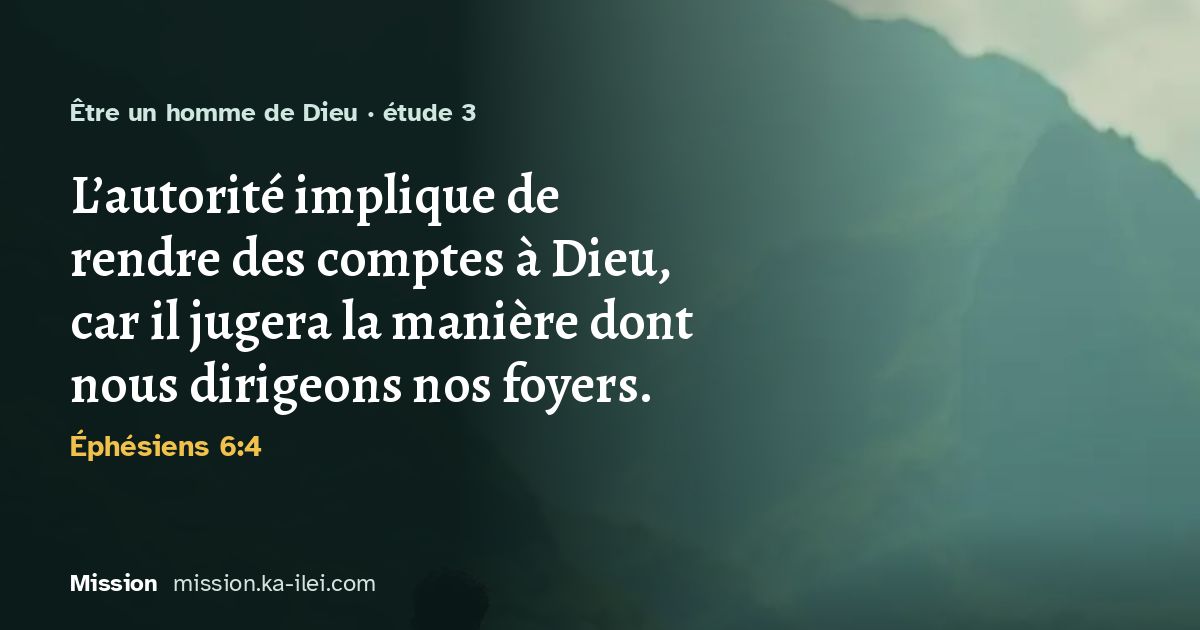 Être un homme de Dieu · étude 3
L’autorité implique de
rendre des comptes à Dieu,
car il jugera la manière dont
nous dirigeons nos foyers.
Éphésiens 6:4
Mission mission.ka-ilei.com